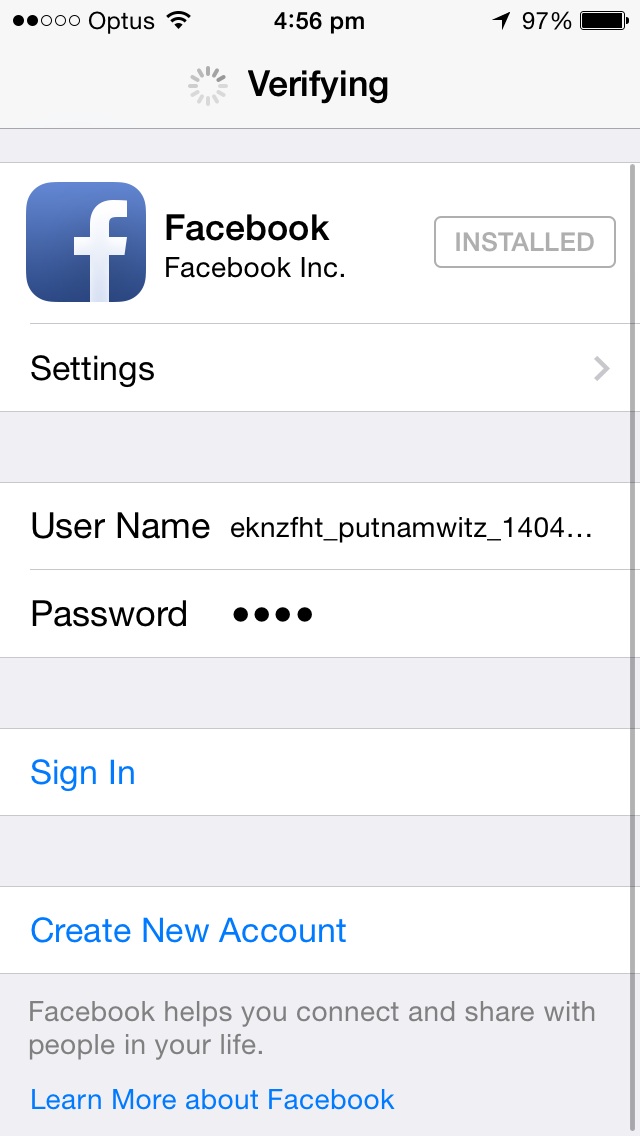 Optus 4:56 pm 97%
Verifying
Facebook
Facebook Inc.
INSTALLED
Settings
User Name eknzfht_putnamwitz_1404...
Password ••••
Sign In
Create New Account
Facebook helps you connect and share with
people in your life.
Learn More about Facebook